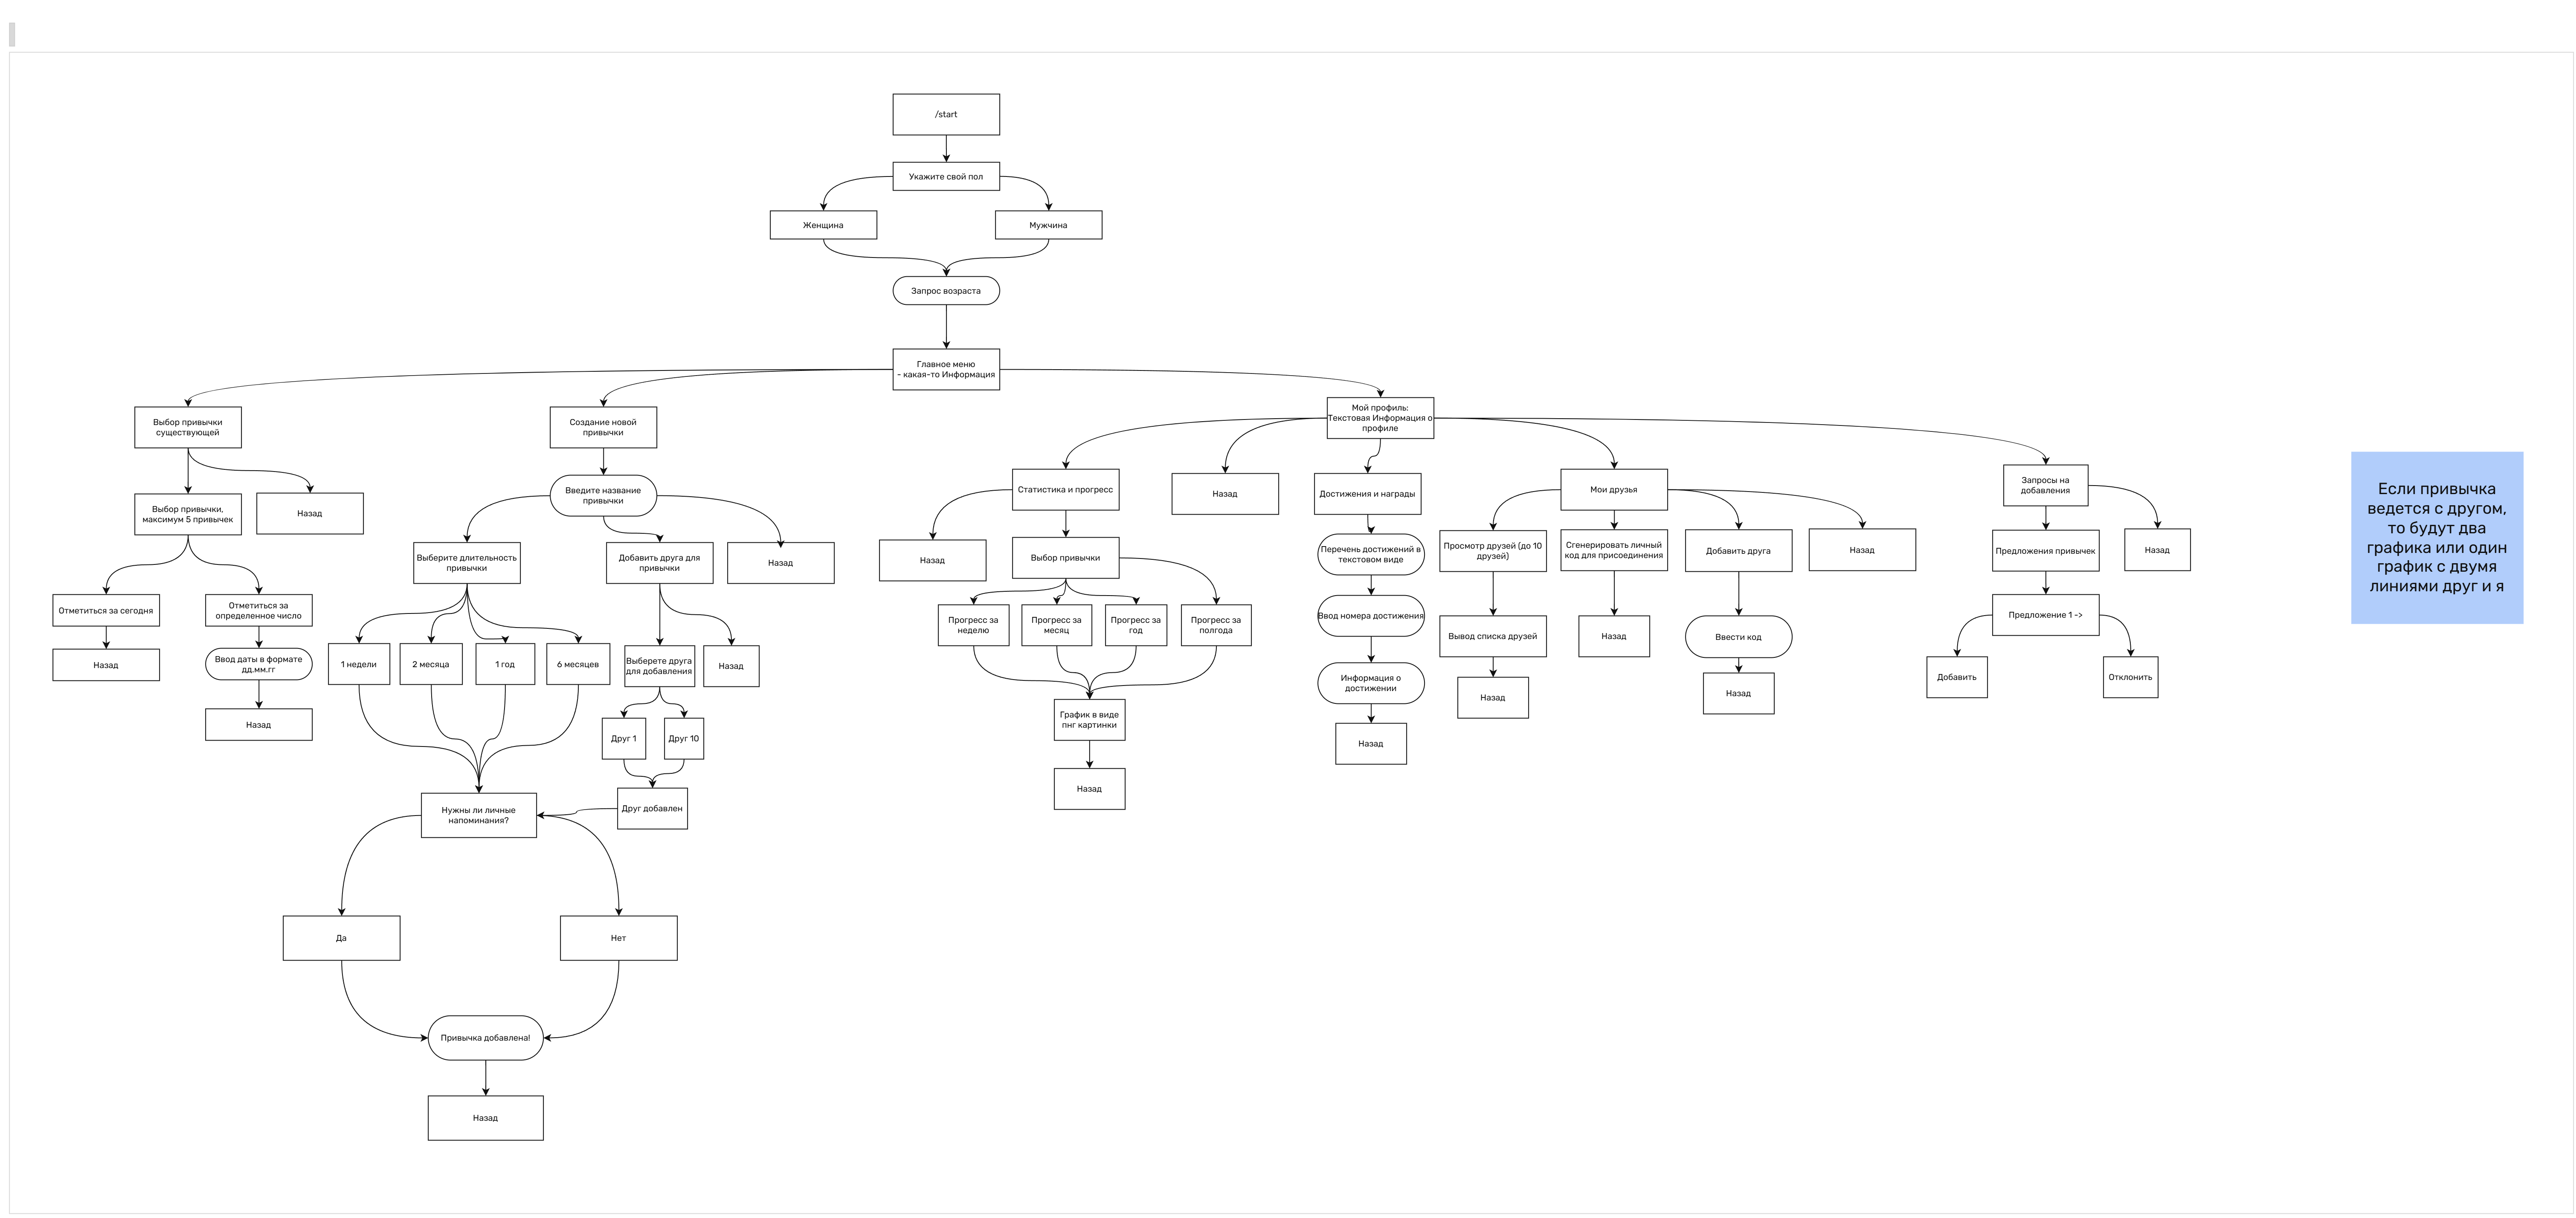 /start
Укажите свой пол
Женщина
Мужчина
Запрос возраста
Главное меню
- какая-то Информация
Выбор привычки
существующей
Создание новой
привычки
Мой профиль:
Текстовая Информация о
профиле
Выбор привычки,
максимум 5 привычек
Назад
Введите название
привычки
Статистика и прогресс
Назад
Достижения и награды
Мои друзья
Запросы на
добавления
Если привычка
ведется с другом,
то будут два
графика или один
график с двумя
линиями друг и я
Выберите длительность
привычки
Добавить друга для
привычки
Назад
Назад
Выбор привычки
Перечень достижений в
текстовом виде
Просмотр друзей (до 10
друзей)
Сгенерировать личный
код для присоединения
Добавить друга
Назад
Предложения привычек
Назад
Отметиться за сегодня
Отметиться за
определенное число
Прогресс за
неделю
Прогресс за
месяц
Прогресс за
год
Прогресс за
полгода
Ввод номера достижения
Вывод списка друзей
Назад
Ввести код
Предложение 1 ->
Назад
Ввод даты в формате
дд.мм.гг
1 недели
2 месяца
1 год
6 месяцев
Выберете друга
для добавления
Назад
Информация о
достижении
Назад
Назад
Добавить
Отклонить
Назад
Друг 1
Друг 10
График в виде
пнг картинки
Назад
Нужны ли личные
напоминания?
Друг добавлен
Назад
Да
Нет
Привычка добавлена!
Назад